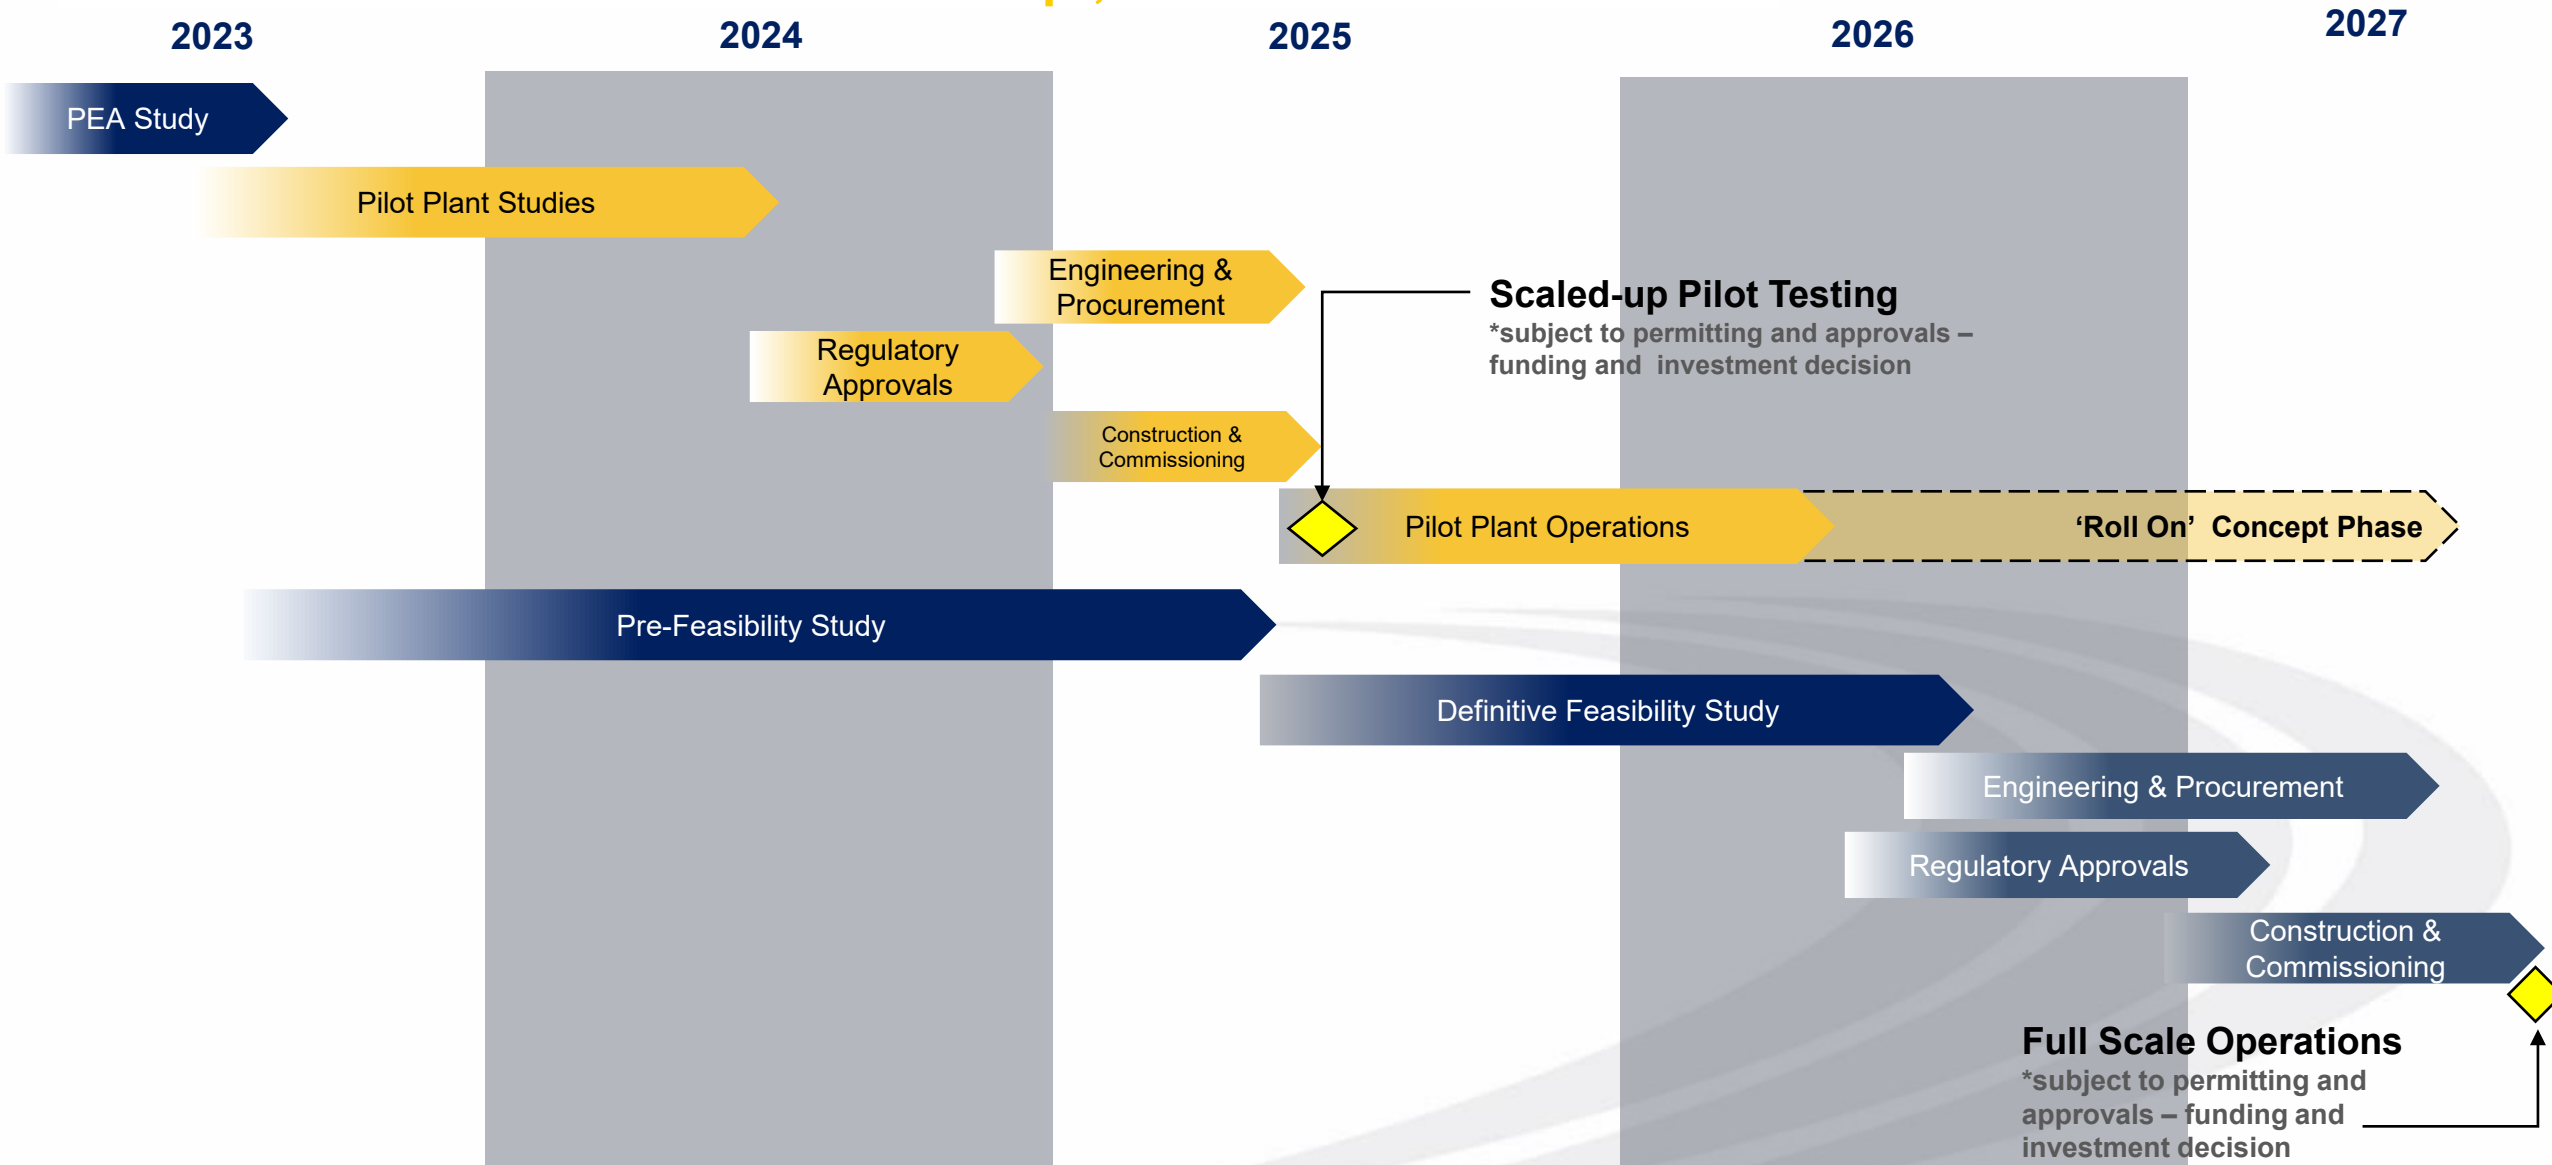 2023
2024
2025
2026
2027
PEA Study
Pilot Plant Studies
Engineering &
Procurement
Scaled-up Pilot Testing
*subject to permitting and approvals –
funding and investment decision
Regulatory
Approvals
Construction &
Commissioning
Pilot Plant Operations
‘Roll On’ Concept Phase
Pre-Feasibility Study
Definitive Feasibility Study
Engineering & Procurement
Regulatory Approvals
Construction &
Commissioning
Full Scale Operations
*subject to permitting and
approvals – funding and
investment decision